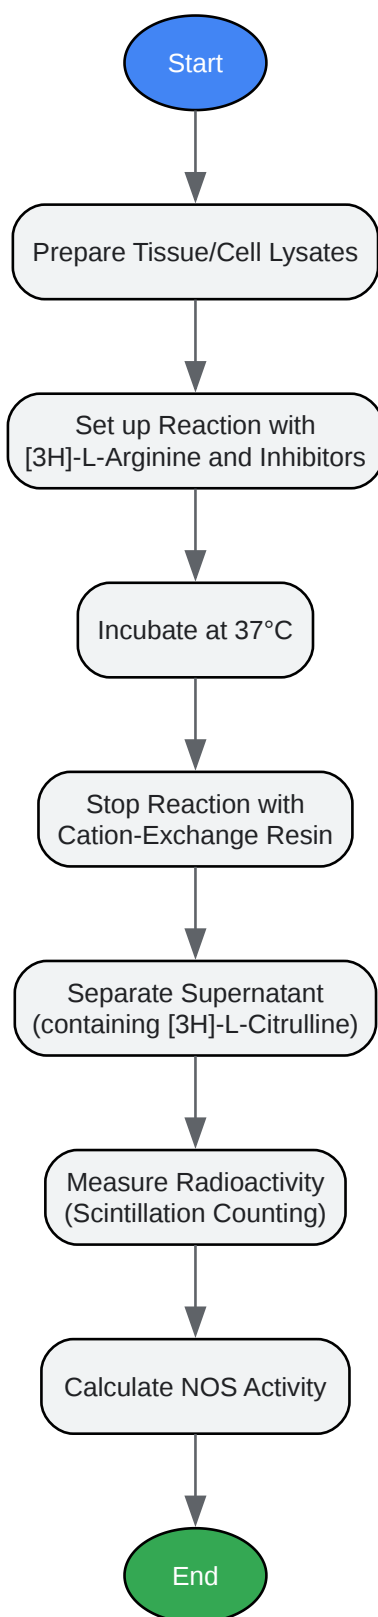 Start
Prepare Tissue/Cell Lysates
Set up Reaction with
[3H]-L-Arginine and Inhibitors
Incubate at 37°C
Stop Reaction with
Cation-Exchange Resin
Separate Supernatant
(containing [3H]-L-Citrulline)
Measure Radioactivity
(Scintillation Counting)
Calculate NOS Activity
End